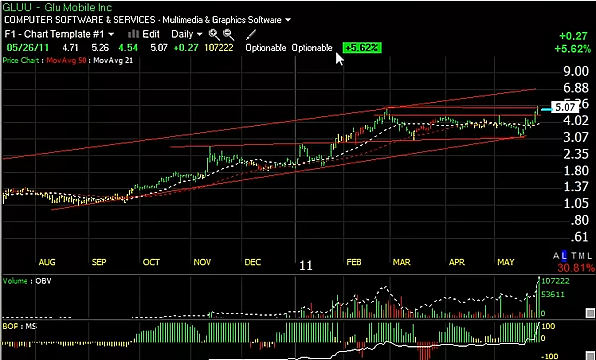 GLUU - Glu Mobile Inc
COMPUTER SOFTWARE & SERVICES - Multimedia & Graphics Software
F1 - Chart Template #1 Edit Daily +0.27
05/26/11 4.71 5.26 4.54 5.07 +0.27 107222 Optionable Optionable +5.62% +5.62%
Price Chart : MovAvg 50 : MovAvg 21
9.00
6.88
5.26
5.07
4.02
3.07
2.35
1.80
1.37
1.05
.80
.61
AUG SEP OCT NOV DEC 11 FEB MAR APR MAY
A L T M L
30.81%
Volume : OBV
107222
53611
0
BOP : MS
100
0
-100